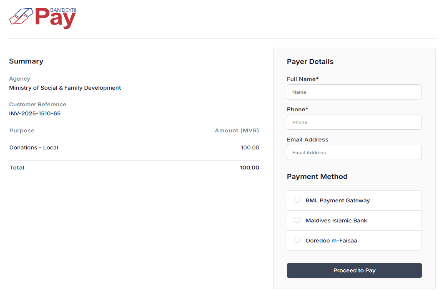 BANDEYRI
Pay
Summary
Agency
Ministry of Social & Family Development
Customer Reference
INV-2025-1510-65
Purpose Amount (MVR)
Donations - Local 100.00
Total 100.00
Payer Details
Full Name*
Name
Phone*
Phone
Email Address
Email Address
Payment Method
BML Payment Gateway
Maldives Islamic Bank
Ooredoo m-Faisaa
Proceed to Pay